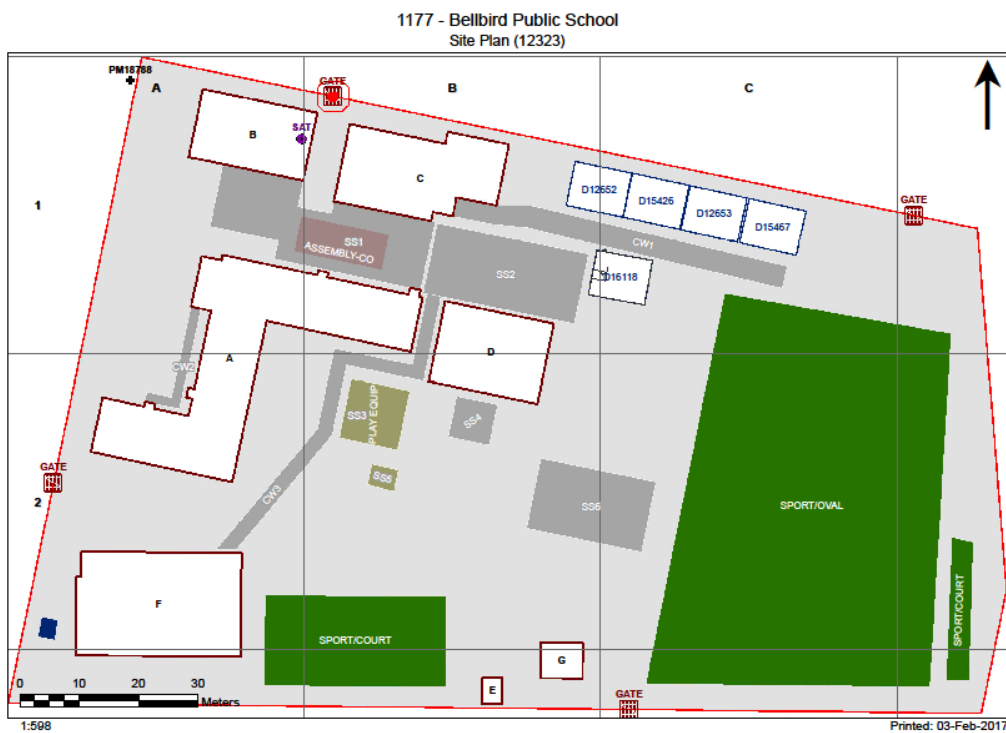 1177 - Bellbird Public School
Site Plan (12323)
PM18788
A
GATE
B
C
SAT
B
C
D12652
D15426
D12653
D15467
GATE
1
SS1
ASSEMBLY-CO
CW1
SS2
D16118
D
A
CW2
SS3
PLAY EQUIP
SS4
SS5
GATE
2
CW3
SS6
SPORT/OVAL
F
SPORT/COURT
SPORT/COURT
G
E
GATE
0 10 20 30
Meters
1:598
Printed: 03-Feb-2017